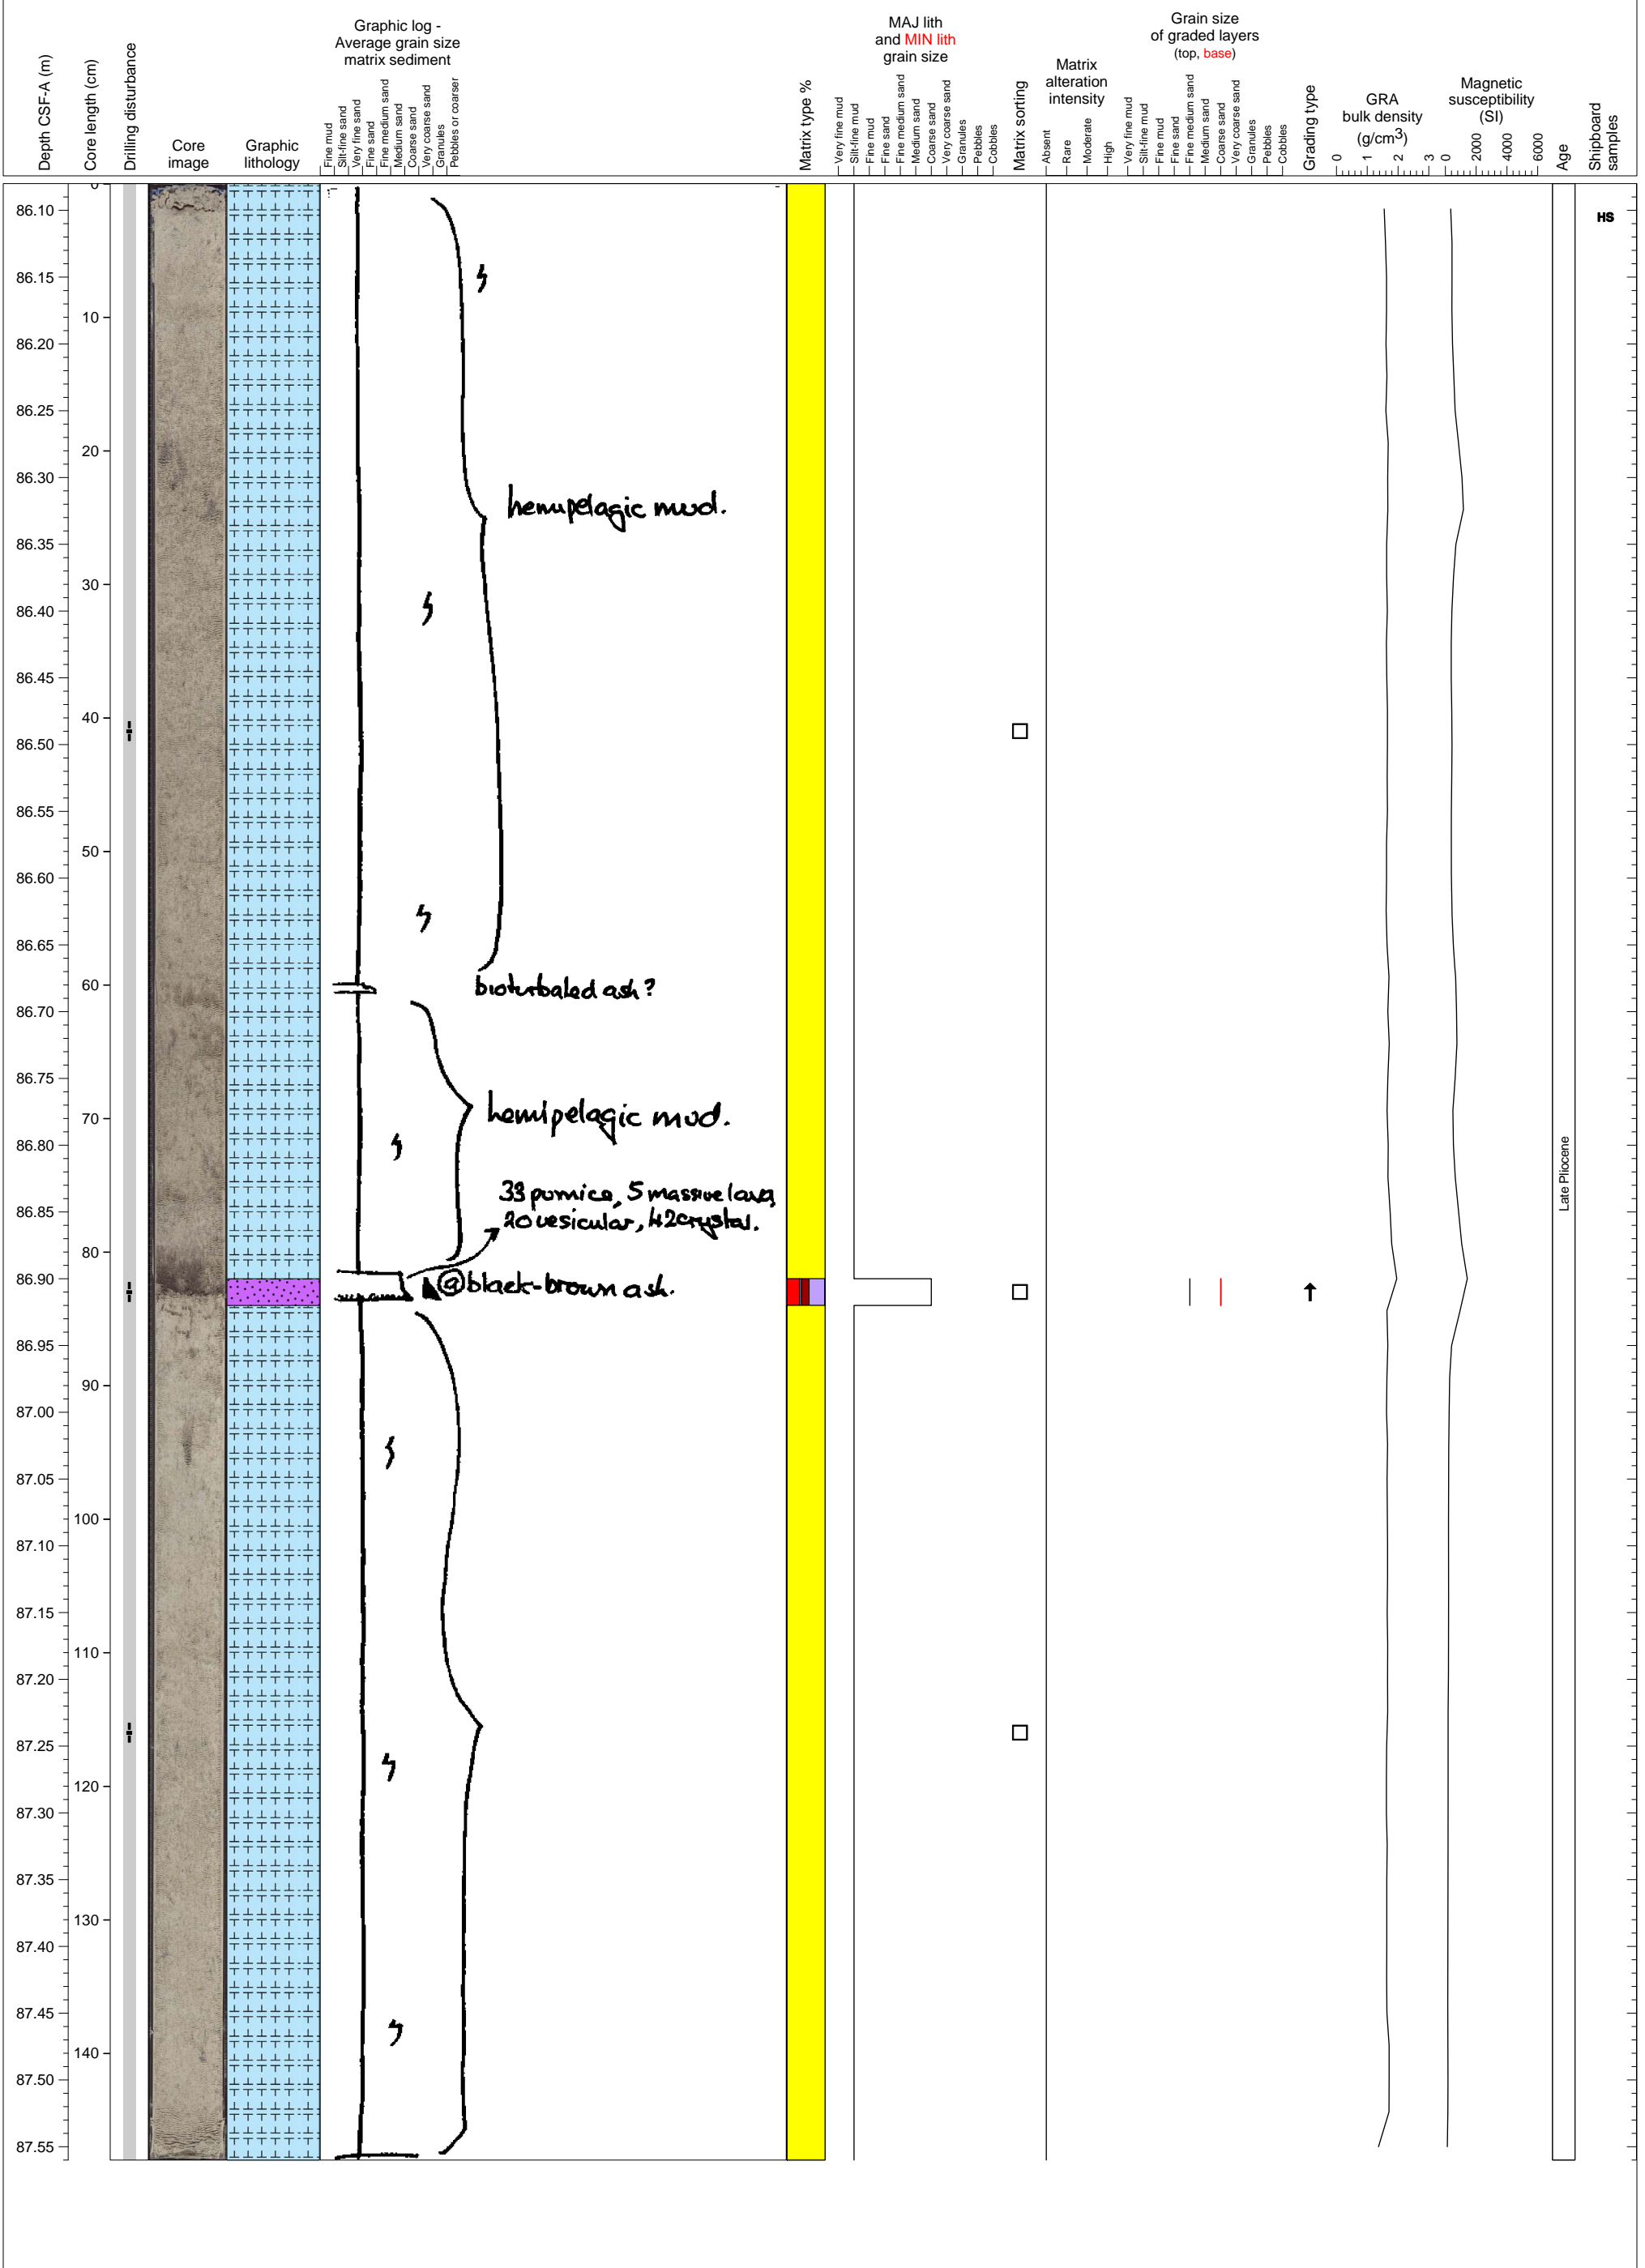 Depth CSF-A (m)
Core length (cm)
Drilling disturbance
Core
image
Graphic
lithology
Graphic log -
Average grain size
matrix sediment
Fine mud
Silt-fine sand
Very fine sand
Fine sand
Fine medium sand
Medium sand
Coarse sand
Very coarse sand
Granules
Pebbles or coarser
Matrix type %
MAJ lith
and MIN lith
grain size
Very fine mud
Silt-fine mud
Fine mud
Fine sand
Fine medium sand
Medium sand
Coarse sand
Very coarse sand
Granules
Pebbles
Cobbles
Matrix sorting
Matrix
alteration
intensity
Absent
Rare
Moderate
High
Grain size
of graded layers
(top, base)
Very fine mud
Silt-fine mud
Fine mud
Fine sand
Fine medium sand
Medium sand
Coarse sand
Very coarse sand
Granules
Pebbles
Cobbles
Grading type
GRA
bulk density
(g/cm3)
0 1 2 3
Magnetic
susceptibility
(SI)
0 2000 4000 6000
Age
Shipboard
samples
0
86.10
HS
86.15
10
86.20
86.25
20
86.30
hemipelagic mud.
86.35
30
86.40
86.45
40
86.50
86.55
50
86.60
86.65
60
bioturbated ash?
86.70
86.75
70
hemipelagic mud.
86.80
Late Pliocene
33 pumice, 5 massive lava,
86.85
20 vesicular, 42 crystal.
80
86.90
@ black-brown ash.
86.95
90
87.00
87.05
100
87.10
87.15
110
87.20
87.25
120
87.30
87.35
130
87.40
87.45
140
87.50
87.55